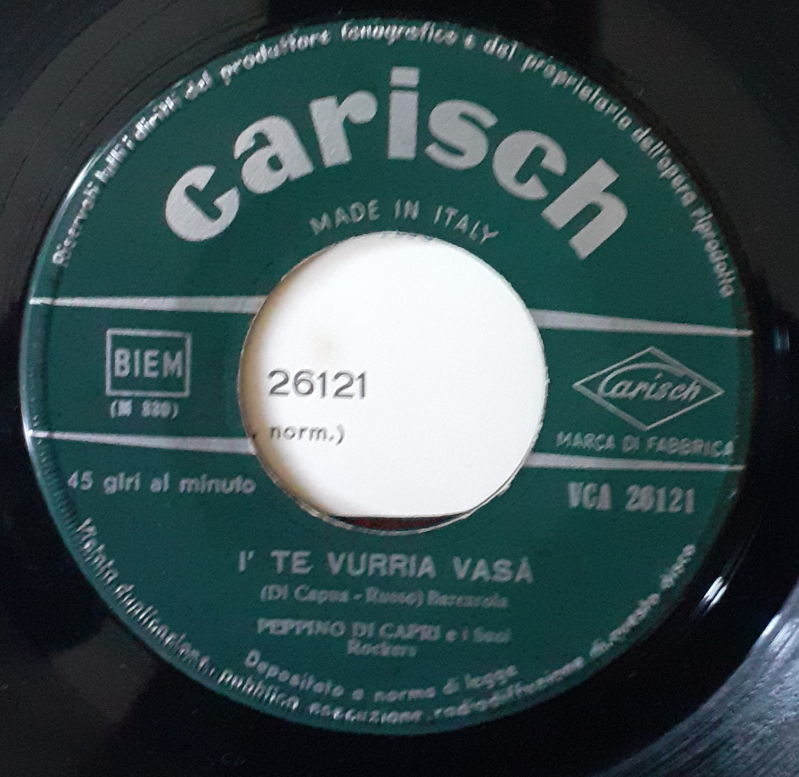 Riservati tutti i diritti del produttore fonografico e del proprietario dell'opera riprodotta
carisch
MADE IN ITALY
BIEM
26121
norm.)
Carisch
MARCA DI FABBRICA
45 giri al minuto
VCA 26121
I' TE VURRIA VASÀ
(Di Capua - Russo) Barcarola
PEPPINO DI CAPRI e i Suoi
Rockers
Depositato a norma di legge
Vietata duplicazione, pubblica esecuzione, radiodiffusione di questo disco